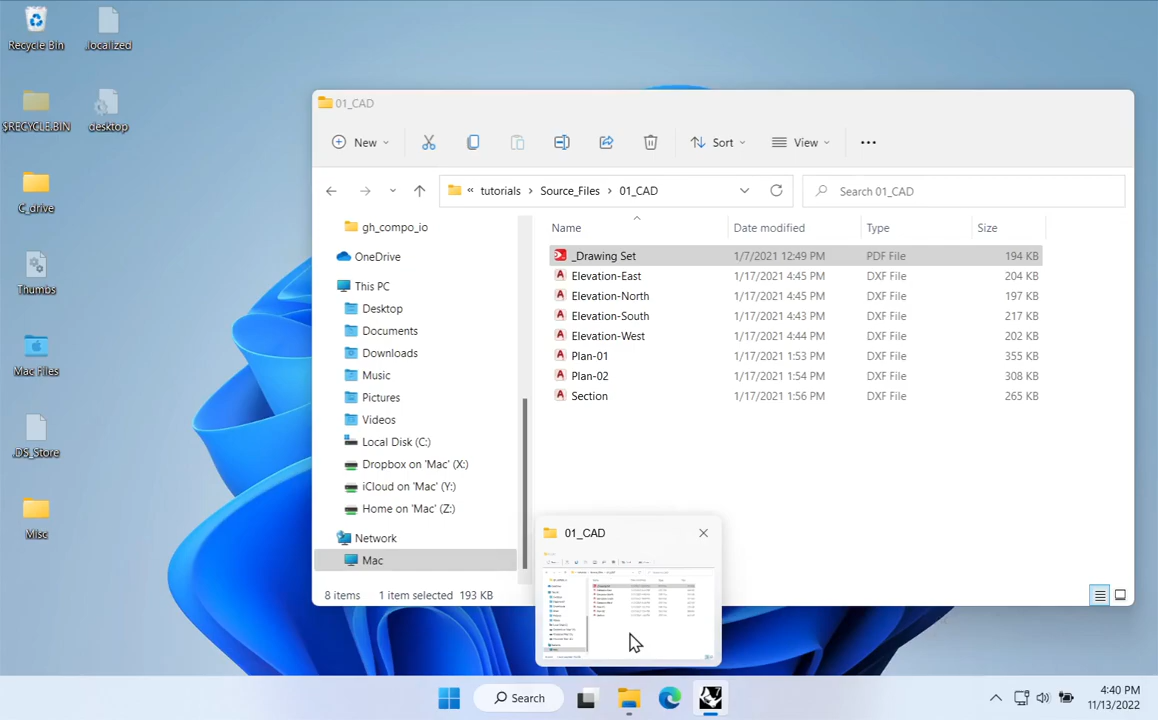 Recycle Bin
.localized
$RECYCLE.BIN
desktop
C_drive
Thumbs
Mac Files
.DS_Store
Misc
01_CAD
New
Sort
View
tutorials > Source_Files > 01_CAD
Search 01_CAD
gh_compo_io
OneDrive
This PC
Desktop
Documents
Downloads
Music
Pictures
Videos
Local Disk (C:)
Dropbox on 'Mac' (X:)
iCloud on 'Mac' (Y:)
Home on 'Mac' (Z:)
Network
Mac
Name Date modified Type Size
_Drawing Set 1/7/2021 12:49 PM PDF File 194 KB
Elevation-East 1/17/2021 4:45 PM DXF File 204 KB
Elevation-North 1/17/2021 4:45 PM DXF File 197 KB
Elevation-South 1/17/2021 4:43 PM DXF File 217 KB
Elevation-West 1/17/2021 4:44 PM DXF File 202 KB
Plan-01 1/17/2021 1:53 PM DXF File 355 KB
Plan-02 1/17/2021 1:54 PM DXF File 308 KB
Section 1/17/2021 1:56 PM DXF File 265 KB
8 items 1 item selected 193 KB
01_CAD
Search
4:40 PM
11/13/2022